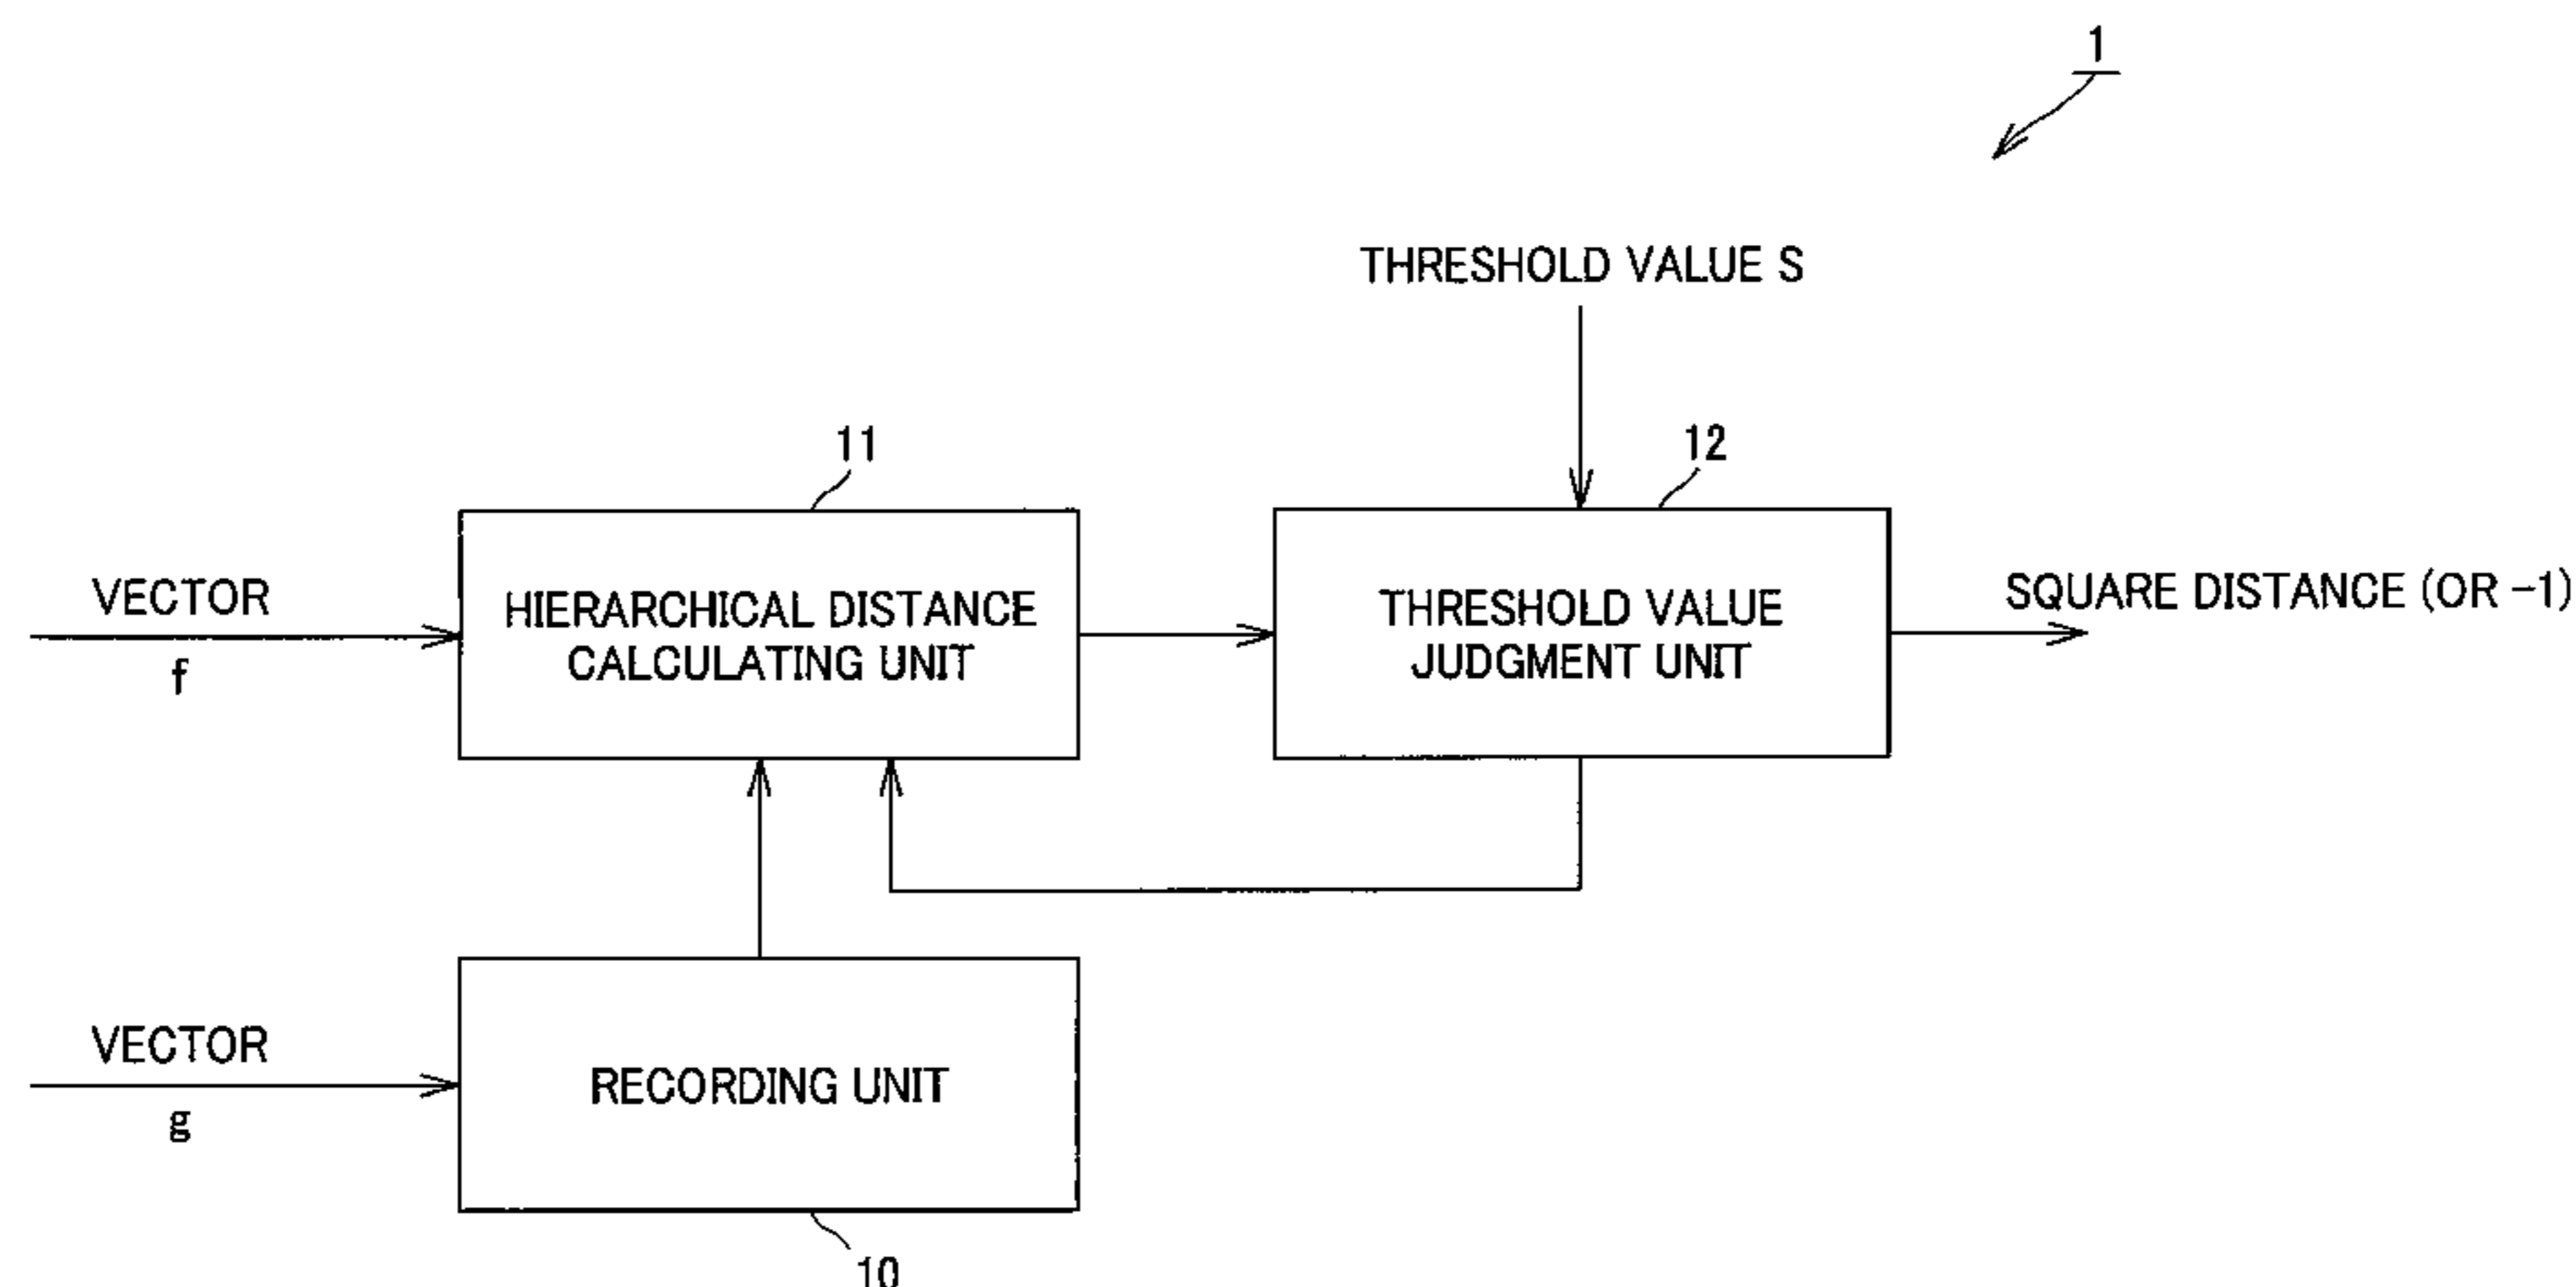 1
THRESHOLD VALUE S
11
12
VECTOR
f
HIERARCHICAL DISTANCE
CALCULATING UNIT
THRESHOLD VALUE
JUDGMENT UNIT
SQUARE DISTANCE (OR -1)
VECTOR
g
RECORDING UNIT
10